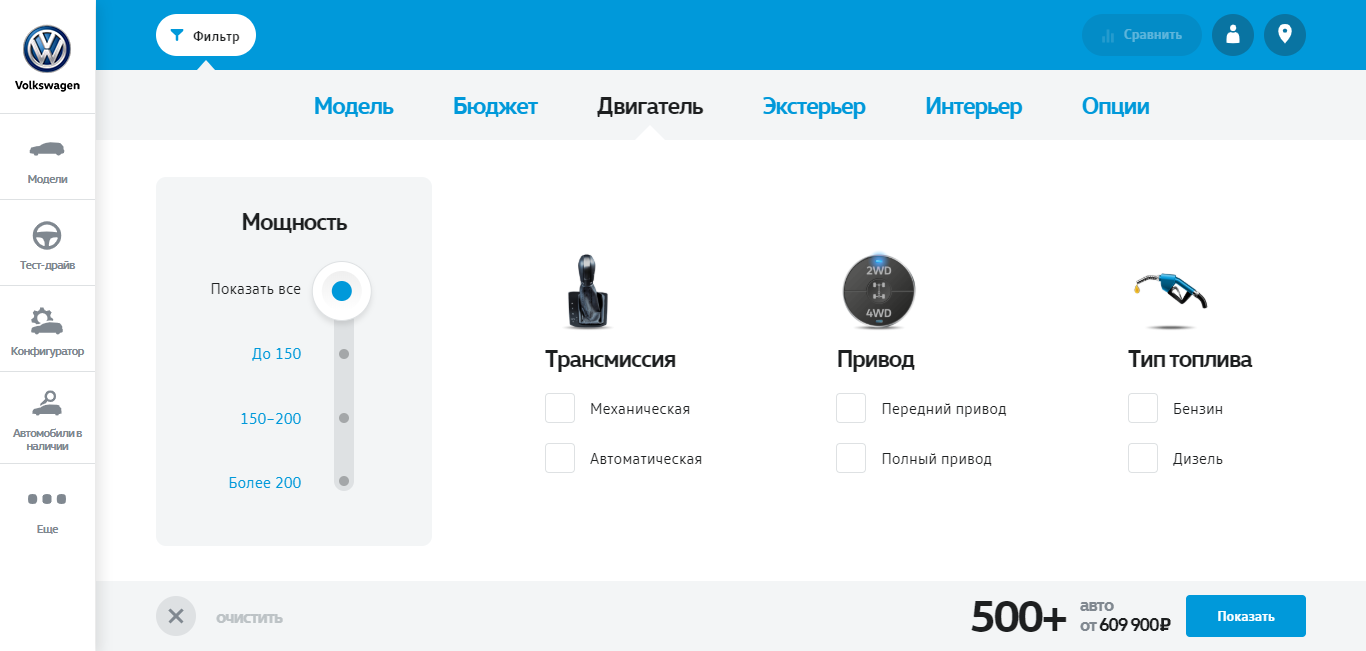 Volkswagen
Модели
Тест-драйв
Конфигуратор
Автомобили в
наличии
Еще
Фильтр
Сравнить
Модель
Бюджет
Двигатель
Экстерьер
Интерьер
Опции
Мощность
Показать все
До 150
150–200
Более 200
2WD
4WD
Трансмиссия
Механическая
Автоматическая
Привод
Передний привод
Полный привод
Тип топлива
Бензин
Дизель
ОЧИСТИТЬ
500+
авто
от 609 900₽
Показать